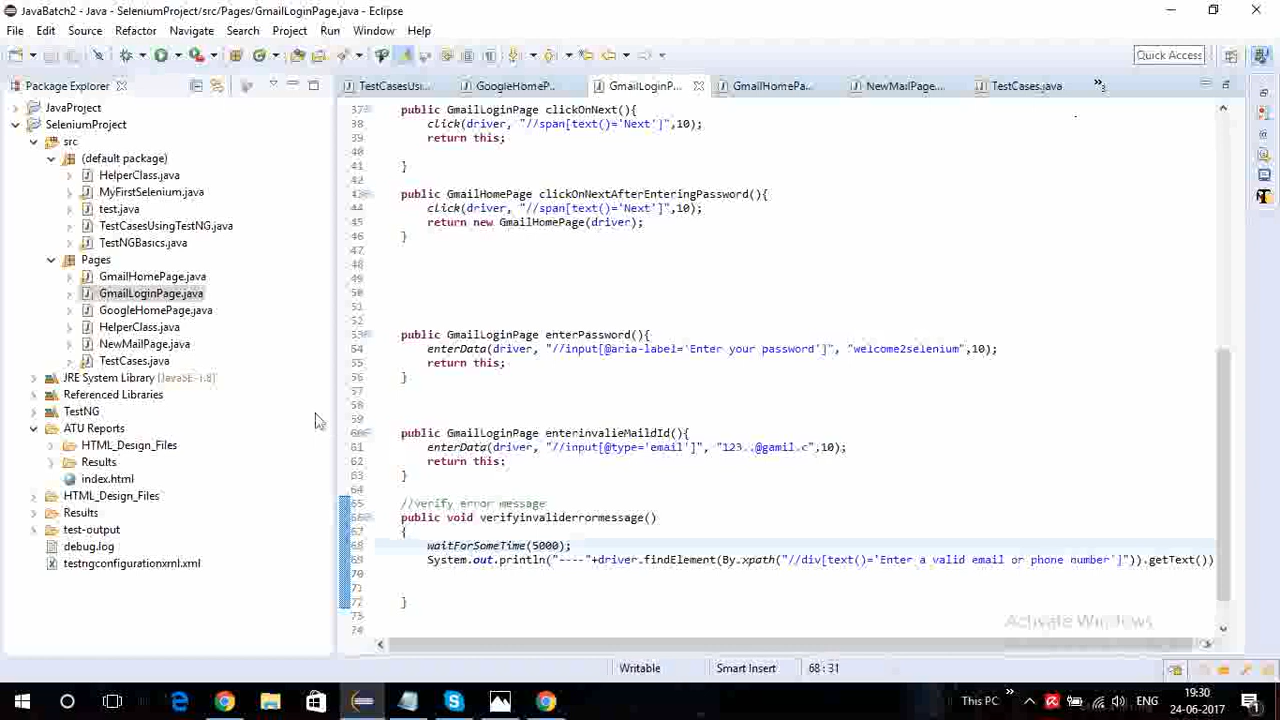 JavaBatch2 - Java - SeleniumProject/src/Pages/GmailLoginPage.java - Eclipse
File Edit Source Refactor Navigate Search Project Run Window Help
Quick Access
Package Explorer
TestCasesUsi...
GoogleHomeP...
GmailLoginP...
GmailHomePa...
NewMailPage...
TestCases.java
JavaProject
SeleniumProject
src
(default package)
HelperClass.java
MyFirstSelenium.java
test.java
TestCasesUsingTestNG.java
TestNGBasics.java
Pages
GmailHomePage.java
GmailLoginPage.java
GoogleHomePage.java
HelperClass.java
NewMailPage.java
TestCases.java
JRE System Library [JavaSE-1.8]
Referenced Libraries
TestNG
ATU Reports
HTML_Design_Files
Results
index.html
HTML_Design_Files
Results
test-output
debug.log
testngconfigurationxml.xml
37 public GmailLoginPage clickOnNext(){
38 click(driver, "//span[text()='Next']",10);
39 return this;
40
41 }
42
43 public GmailHomePage clickOnNextAfterEnteringPassword(){
44 click(driver, "//span[text()='Next']",10);
45 return new GmailHomePage(driver);
46 }
47
48
49
50
51
52
53 public GmailLoginPage enterPassword(){
54 enterData(driver, "//input[@aria-label='Enter your password']", "welcome2selenium",10);
55 return this;
56 }
57
58
59
60 public GmailLoginPage enterinvalieMaildId(){
61 enterData(driver, "//input[@type='email']", "123..@gamil.c",10);
62 return this;
63 }
64
65 //verify error message
66 public void verifyinvaliderrormessage()
67 {
68 waitForSomeTime(5000);
69 System.out.println("----"+driver.findElement(By.xpath("//div[text()='Enter a valid email or phone number']")).getText())
70
71
72 }
73
74
Activate Windows
Writable Smart Insert 68 : 31
This PC
ENG
19:30
24-06-2017